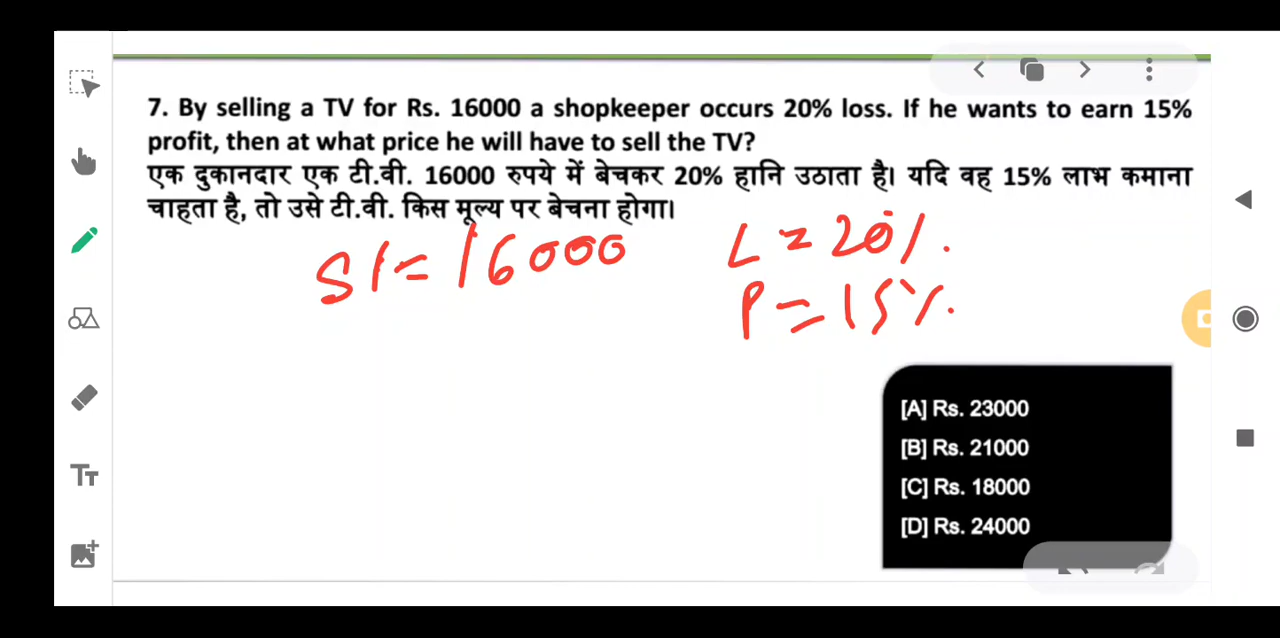 7. By selling a TV for Rs. 16000 a shopkeeper occurs 20% loss. If he wants to earn 15%
profit, then at what price he will have to sell the TV?
एक दुकानदार एक टी.वी. 16000 रुपये में बेचकर 20% हानि उठाता है। यदि वह 15% लाभ कमाना
चाहता है, तो उसे टी.वी. किस मूल्य पर बेचना होगा।
SP = 16000 L = 20%.
P = 15%.
[A] Rs. 23000
[B] Rs. 21000
[C] Rs. 18000
[D] Rs. 24000
TT